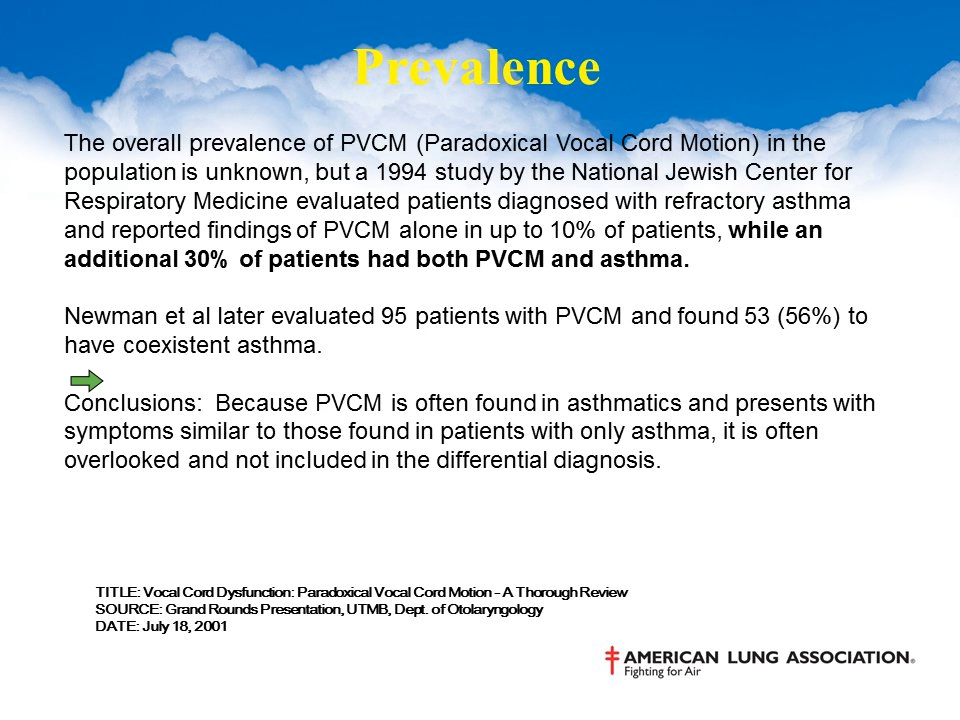 Prevalence
The overall prevalence of PVCM (Paradoxical Vocal Cord Motion) in the
population is unknown, but a 1994 study by the National Jewish Center for
Respiratory Medicine evaluated patients diagnosed with refractory asthma
and reported findings of PVCM alone in up to 10% of patients, while an
additional 30% of patients had both PVCM and asthma.
Newman et al later evaluated 95 patients with PVCM and found 53 (56%) to
have coexistent asthma.
Conclusions: Because PVCM is often found in asthmatics and presents with
symptoms similar to those found in patients with only asthma, it is often
overlooked and not included in the differential diagnosis.
TITLE: Vocal Cord Dysfunction: Paradoxical Vocal Cord Motion - A Thorough Review
SOURCE: Grand Rounds Presentation, UTMB, Dept. of Otolaryngology
DATE: July 18, 2001
AMERICAN LUNG ASSOCIATION®
Fighting for Air